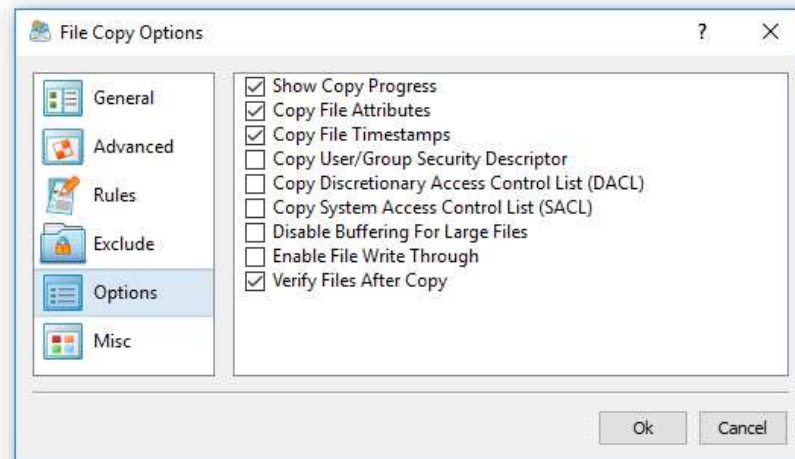 File Copy Options
?
General
Advanced
Rules
Exclude
Options
Misc
Show Copy Progress
Copy File Attributes
Copy File Timestamps
Copy User/Group Security Descriptor
Copy Discretionary Access Control List (DACL)
Copy System Access Control List (SACL)
Disable Buffering For Large Files
Enable File Write Through
Verify Files After Copy
Ok
Cancel